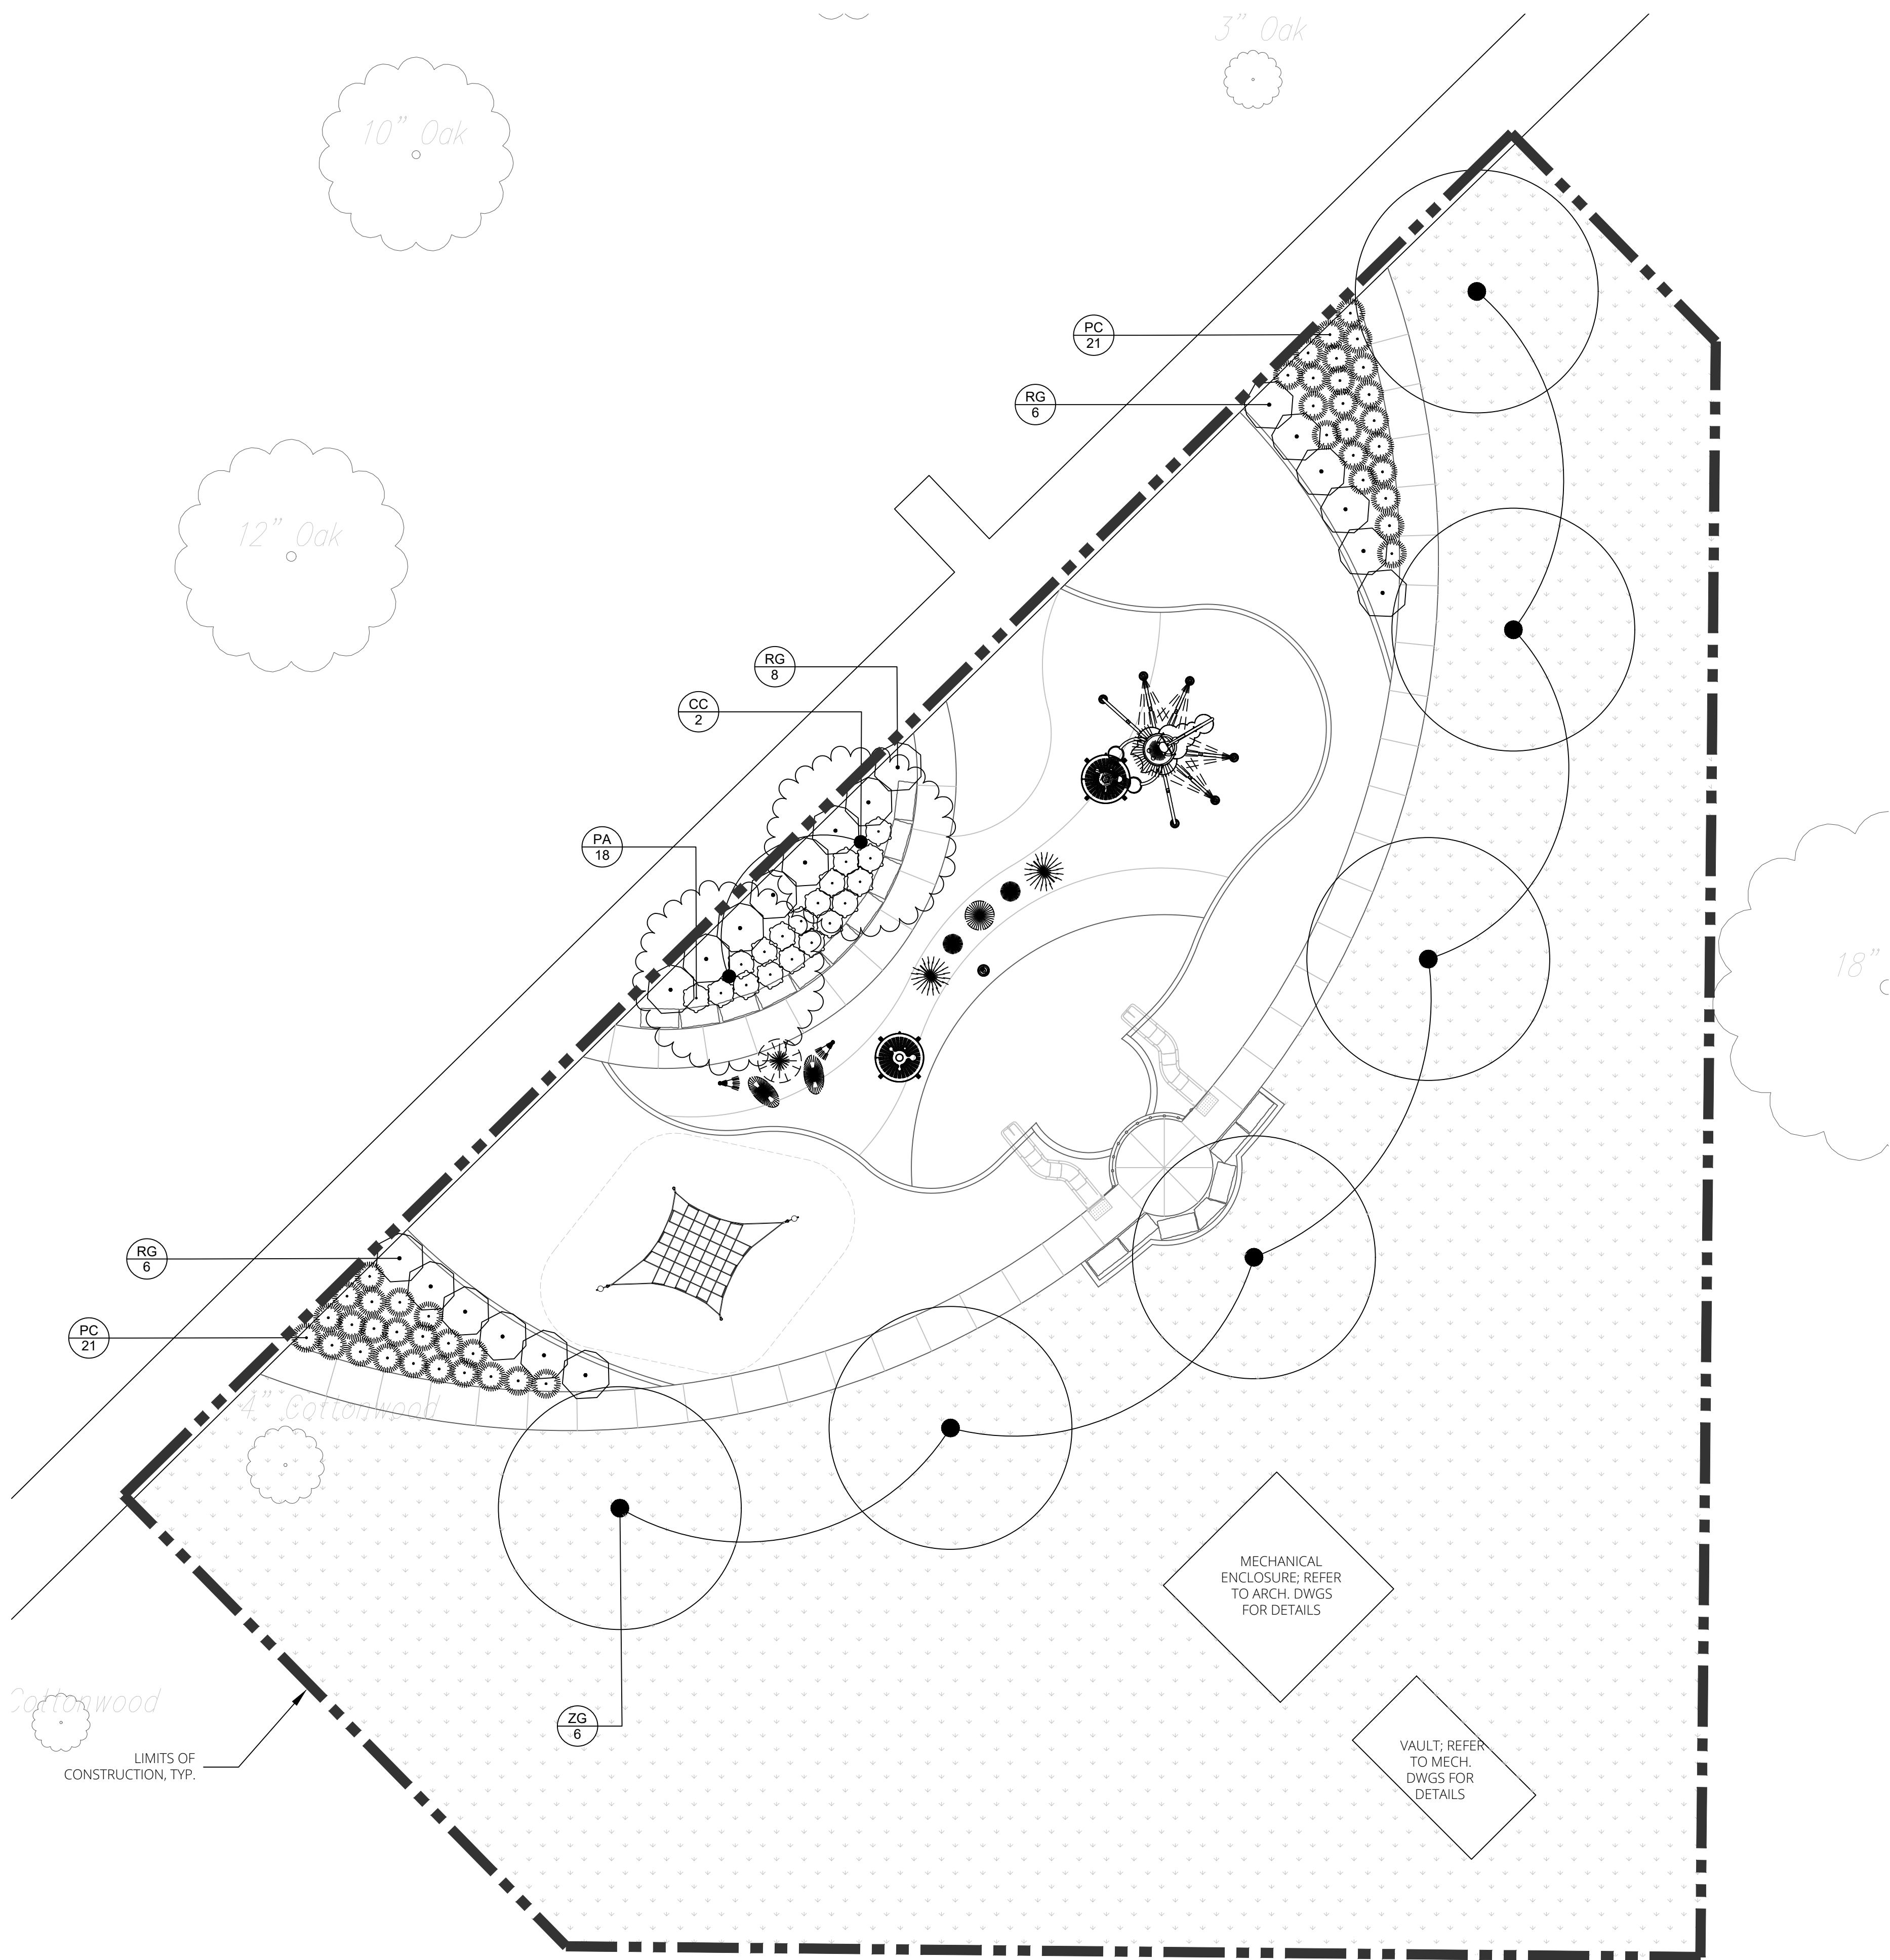 3" Oak
10" Oak
PC
21
RG
6
12" Oak
RG
8
CC
2
PA
18
18"
RG
6
PC
21
4" Cottonwood
MECHANICAL
ENCLOSURE; REFER
TO ARCH. DWGS
FOR DETAILS
Cottonwood
ZG
6
LIMITS OF
CONSTRUCTION, TYP.
VAULT; REFER
TO MECH.
DWGS FOR
DETAILS